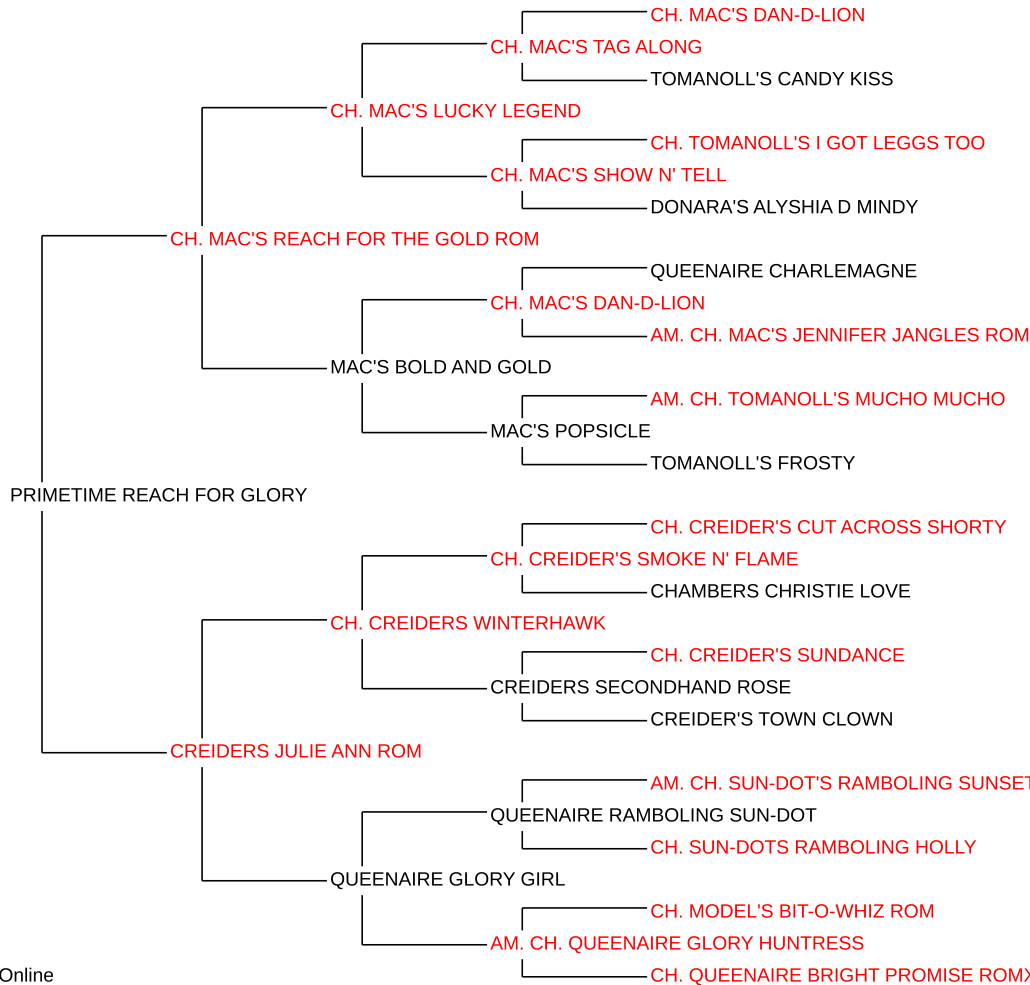 CH. MAC'S DAN-D-LION
CH. MAC'S TAG ALONG
TOMANOLL'S CANDY KISS
CH. MAC'S LUCKY LEGEND
CH. TOMANOLL'S I GOT LEGGS TOO
CH. MAC'S SHOW N' TELL
DONARA'S ALYSHIA D MINDY
CH. MAC'S REACH FOR THE GOLD ROM
QUEENAIRE CHARLEMAGNE
CH. MAC'S DAN-D-LION
AM. CH. MAC'S JENNIFER JANGLES ROM
MAC'S BOLD AND GOLD
AM. CH. TOMANOLL'S MUCHO MUCHO
MAC'S POPSICLE
TOMANOLL'S FROSTY
PRIMETIME REACH FOR GLORY
CH. CREIDER'S CUT ACROSS SHORTY
CH. CREIDER'S SMOKE N' FLAME
CHAMBERS CHRISTIE LOVE
CH. CREIDERS WINTERHAWK
CH. CREIDER'S SUNDANCE
CREIDERS SECONDHAND ROSE
CREIDER'S TOWN CLOWN
CREIDERS JULIE ANN ROM
AM. CH. SUN-DOT'S RAMBOLING SUNSET
QUEENAIRE RAMBOLING SUN-DOT
CH. SUN-DOTS RAMBOLING HOLLY
QUEENAIRE GLORY GIRL
CH. MODEL'S BIT-O-WHIZ ROM
AM. CH. QUEENAIRE GLORY HUNTRESS
CH. QUEENAIRE BRIGHT PROMISE ROMX
Online